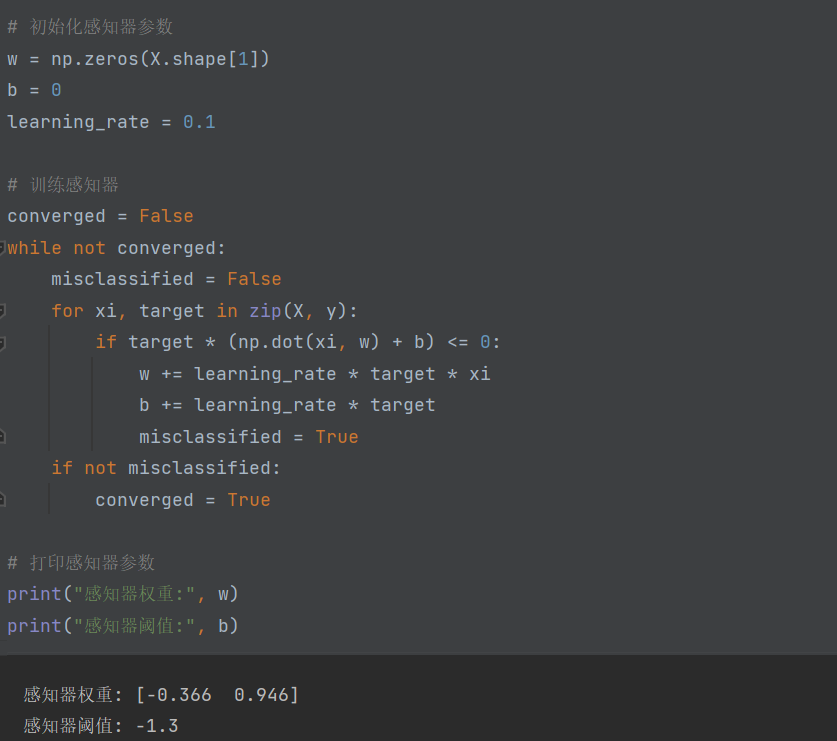 # 初始化感知器参数
w = np.zeros(X.shape[1])
b = 0
learning_rate = 0.1
# 训练感知器
converged = False
while not converged:
    misclassified = False
    for xi, target in zip(X, y):
        if target * (np.dot(xi, w) + b) <= 0:
            w += learning_rate * target * xi
            b += learning_rate * target
            misclassified = True
    if not misclassified:
        converged = True
# 打印感知器参数
print("感知器权重:", w)
print("感知器阈值:", b)
感知器权重: [-0.366  0.946]
感知器阈值: -1.3